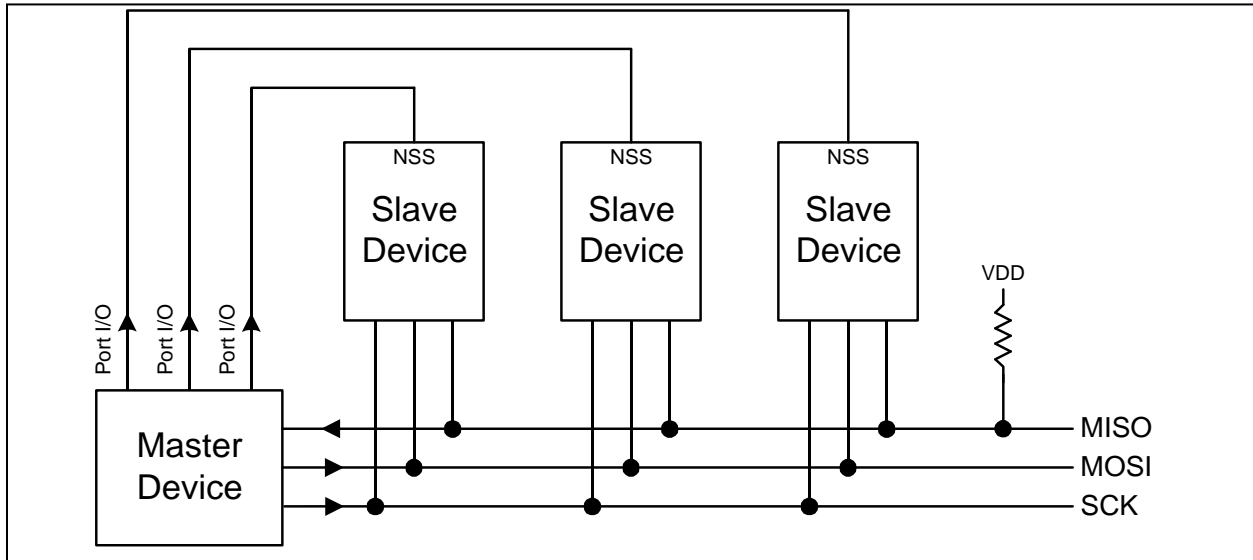 NSS
Slave
Device
NSS
Slave
Device
NSS
Slave
Device
VDD
Port I/O
Port I/O
Port I/O
Master
Device
MISO
MOSI
SCK